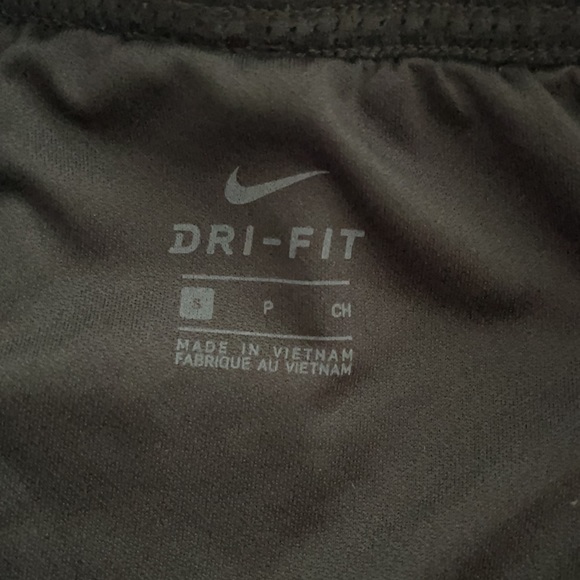 DRI-FIT
S P CH
MADE IN VIETNAM
FABRIQUE AU VIETNAM